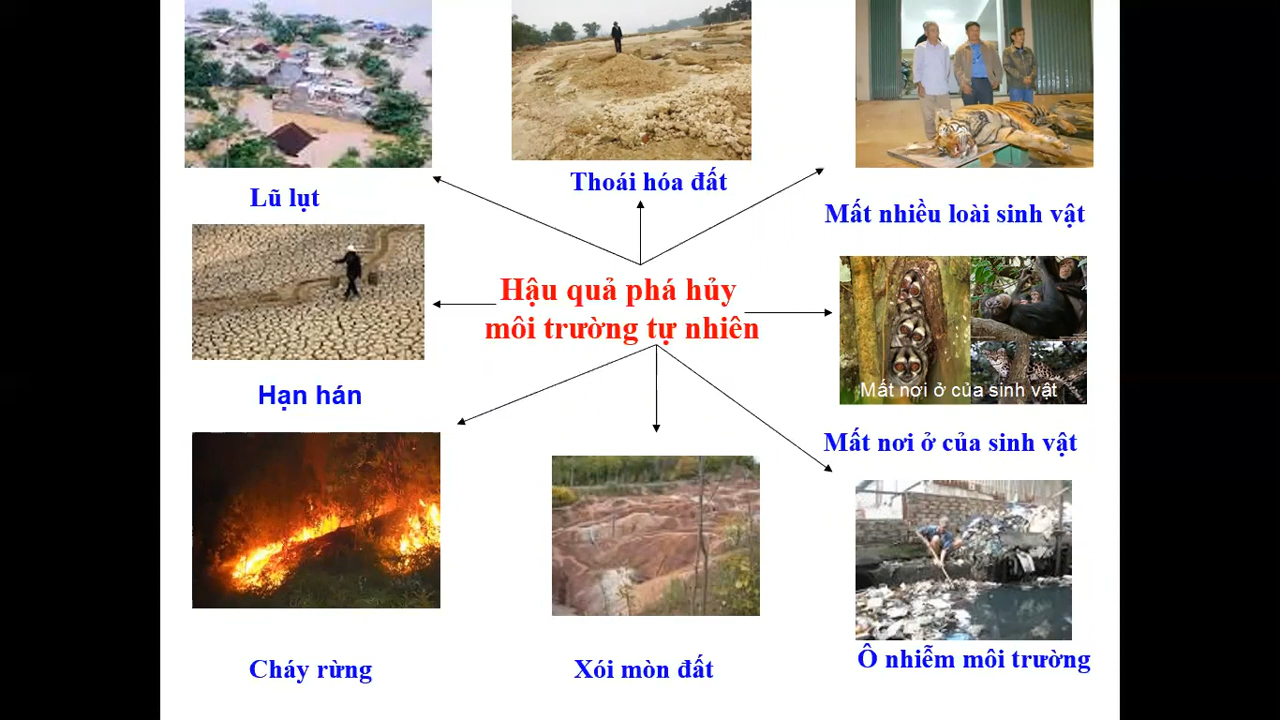 Thoái hóa đất
Lũ lụt
Mất nhiều loài sinh vật
Hậu quả phá hủy
môi trường tự nhiên
Hạn hán
Mất nơi ở của sinh vật
Mất nơi ở của sinh vật
Cháy rừng
Xói mòn đất
Ô nhiễm môi trường